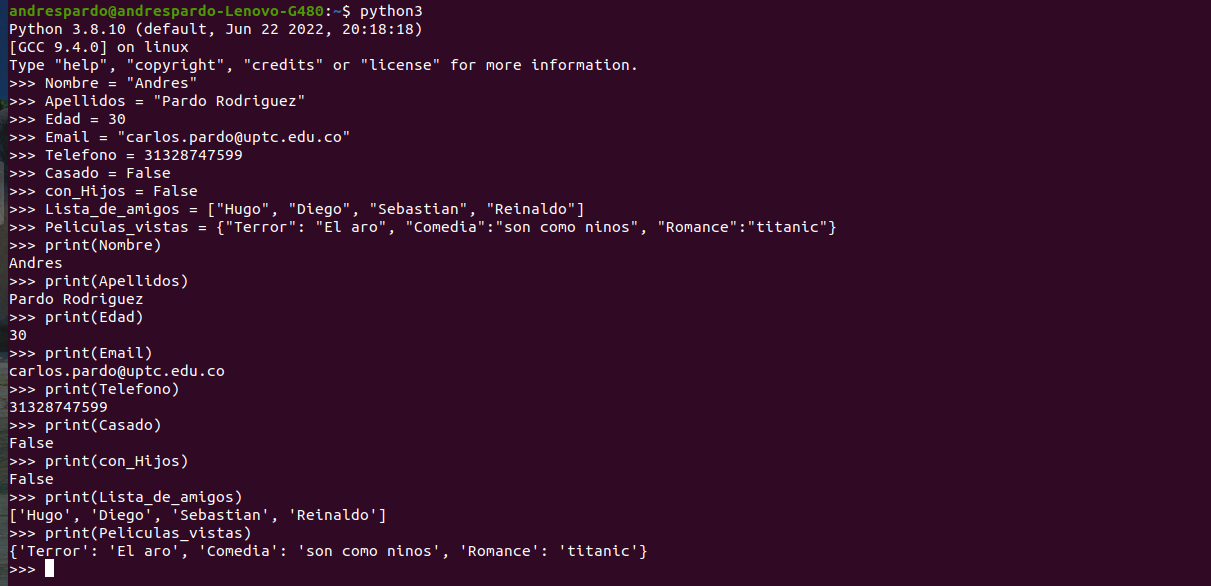 andrespardo@andrespardo-Lenovo-G480:~$ python3
Python 3.8.10 (default, Jun 22 2022, 20:18:18)
[GCC 9.4.0] on linux
Type "help", "copyright", "credits" or "license" for more information.
>>> Nombre = "Andres"
>>> Apellidos = "Pardo Rodriguez"
>>> Edad = 30
>>> Email = "carlos.pardo@uptc.edu.co"
>>> Telefono = 31328747599
>>> Casado = False
>>> con_Hijos = False
>>> Lista_de_amigos = ["Hugo", "Diego", "Sebastian", "Reinaldo"]
>>> Peliculas_vistas = {"Terror": "El aro", "Comedia":"son como ninos", "Romance":"titanic"}
>>> print(Nombre)
Andres
>>> print(Apellidos)
Pardo Rodriguez
>>> print(Edad)
30
>>> print(Email)
carlos.pardo@uptc.edu.co
>>> print(Telefono)
31328747599
>>> print(Casado)
False
>>> print(con_Hijos)
False
>>> print(Lista_de_amigos)
['Hugo', 'Diego', 'Sebastian', 'Reinaldo']
>>> print(Peliculas_vistas)
{'Terror': 'El aro', 'Comedia': 'son como ninos', 'Romance': 'titanic'}
>>>